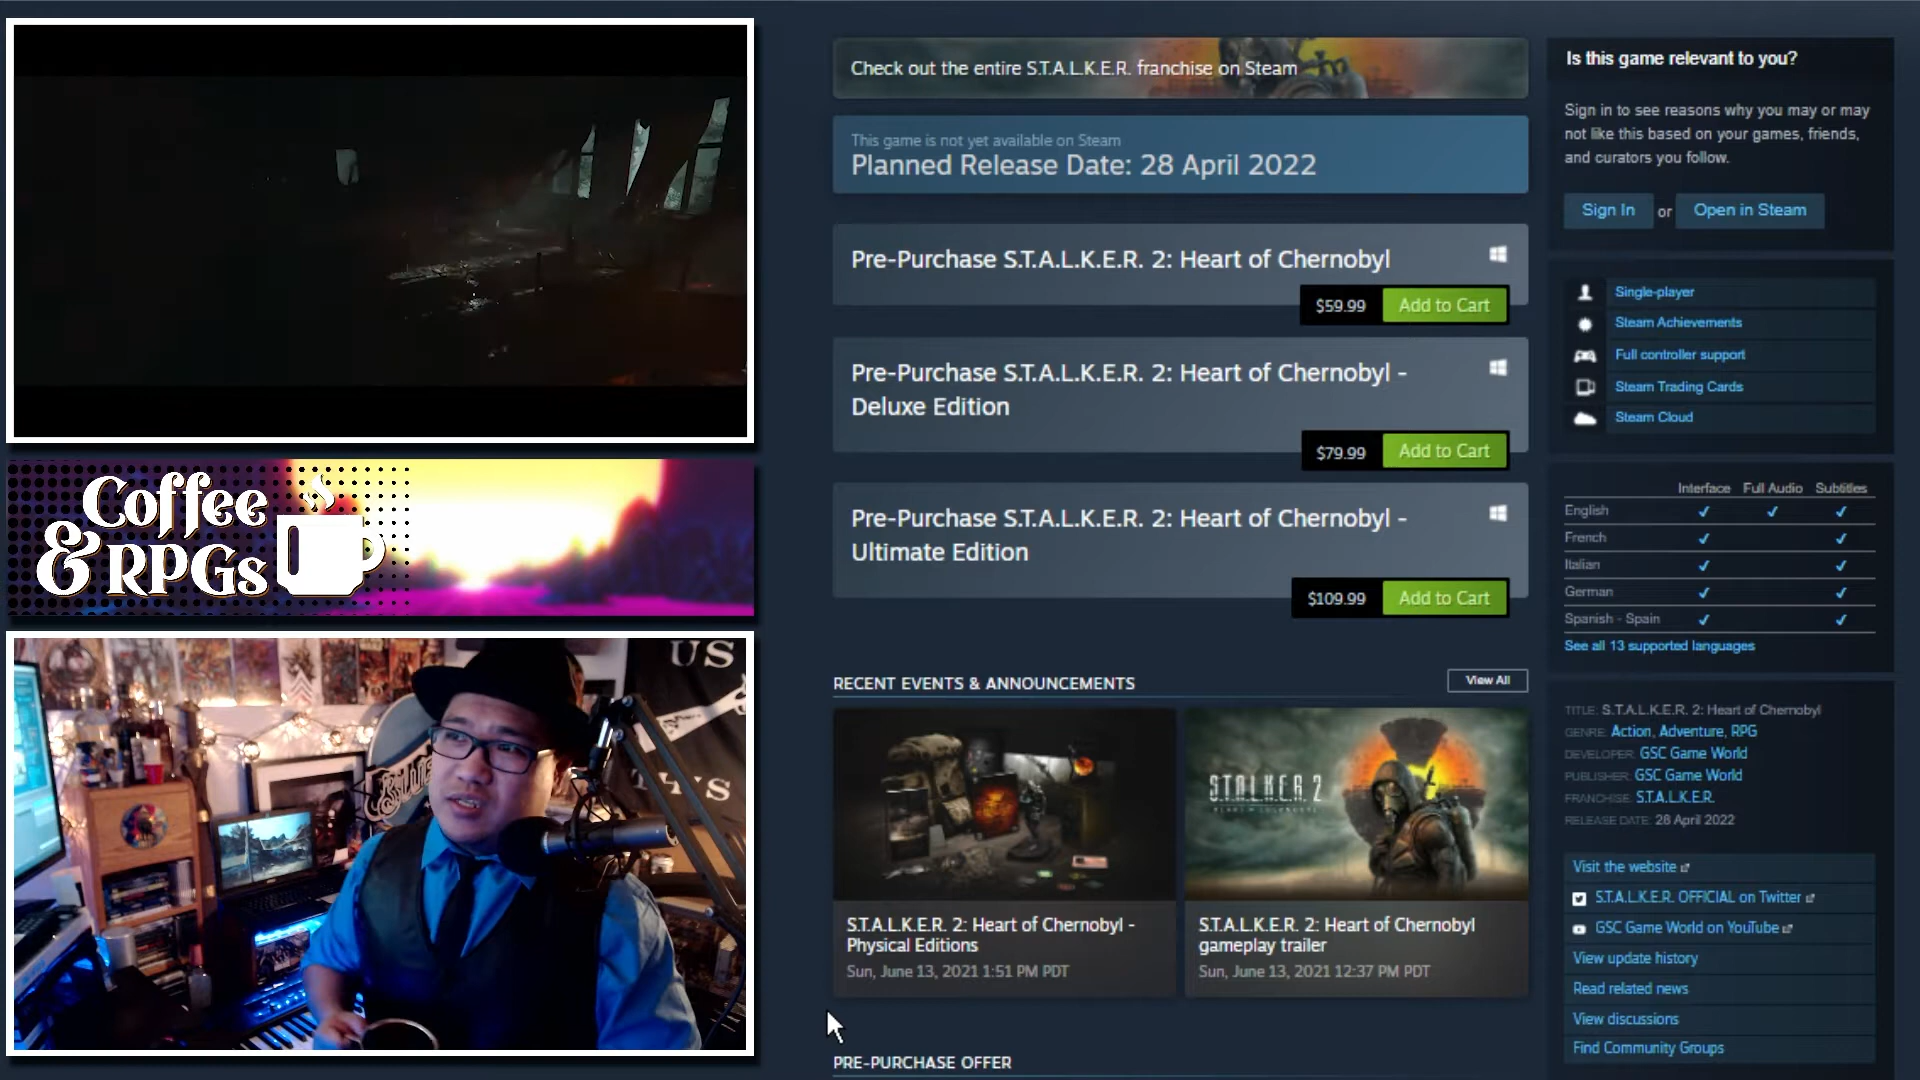 Check out the entire S.T.A.L.K.E.R. franchise on Steam
This game is not yet available on Steam
Planned Release Date: 28 April 2022
Pre-Purchase S.T.A.L.K.E.R. 2: Heart of Chernobyl
$59.99
Add to Cart
Pre-Purchase S.T.A.L.K.E.R. 2: Heart of Chernobyl -
Deluxe Edition
$79.99
Add to Cart
Pre-Purchase S.T.A.L.K.E.R. 2: Heart of Chernobyl -
Ultimate Edition
$109.99
Add to Cart
RECENT EVENTS & ANNOUNCEMENTS
View All
S.T.A.L.K.E.R. 2
S.T.A.L.K.E.R. 2: Heart of Chernobyl -
Physical Editions
Sun, June 13, 2021 1:51 PM PDT
S.T.A.L.K.E.R. 2: Heart of Chernobyl
gameplay trailer
Sun, June 13, 2021 12:37 PM PDT
PRE-PURCHASE OFFER
Is this game relevant to you?
Sign in to see reasons why you may or may
not like this based on your games, friends,
and curators you follow.
Sign In or Open in Steam
Single-player
Steam Achievements
Full controller support
Steam Trading Cards
Steam Cloud
Interface Full Audio Subtitles
English ✔ ✔ ✔
French ✔ ✔
Italian ✔ ✔
German ✔ ✔
Spanish - Spain ✔ ✔
See all 13 supported languages
TITLE: S.T.A.L.K.E.R. 2: Heart of Chernobyl
GENRE: Action, Adventure, RPG
DEVELOPER: GSC Game World
PUBLISHER: GSC Game World
FRANCHISE: S.T.A.L.K.E.R.
RELEASE DATE: 28 April 2022
Visit the website
S.T.A.L.K.E.R. OFFICIAL on Twitter
GSC Game World on YouTube
View update history
Read related news
View discussions
Find Community Groups
Coffee
& RPGs
US